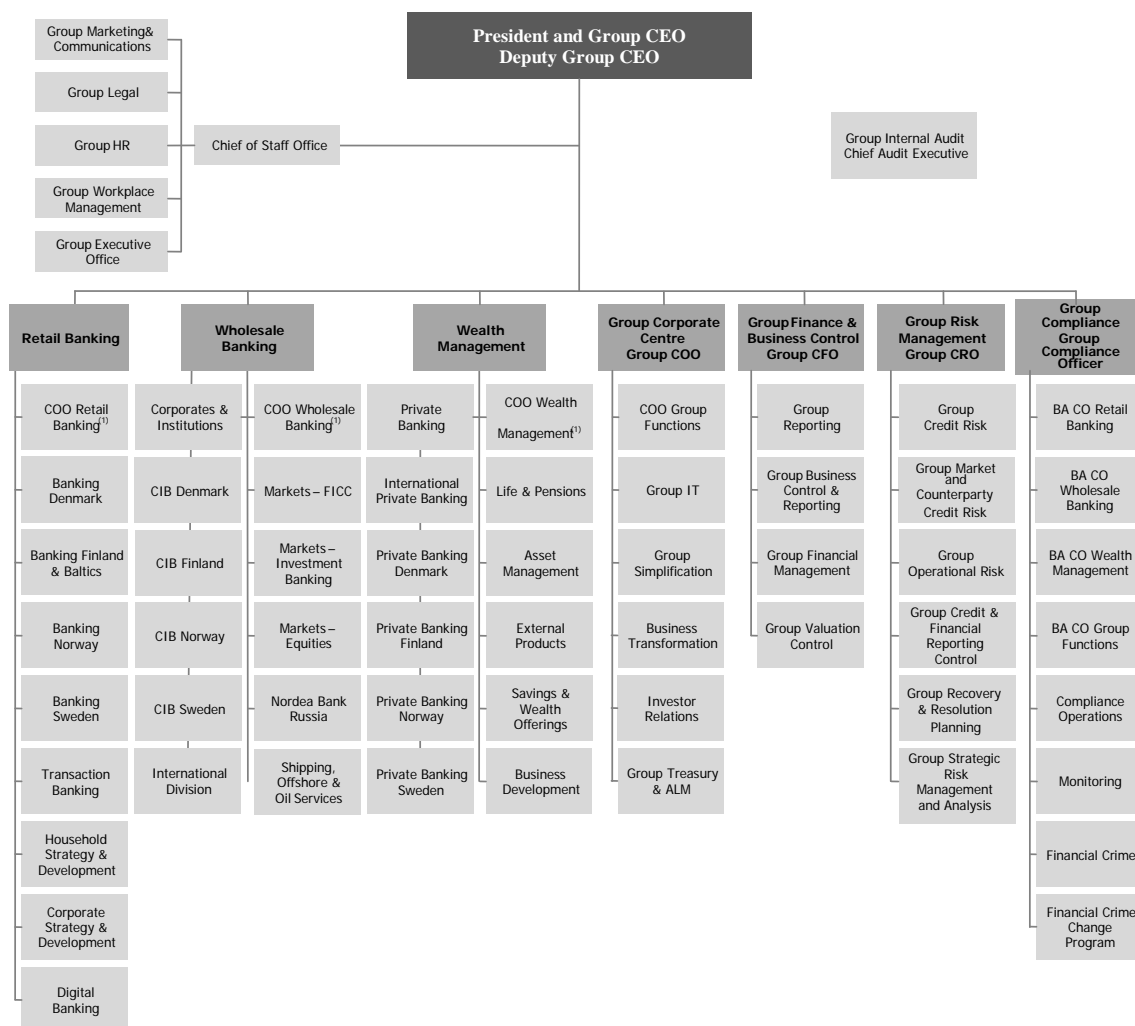 Group Marketing&
Communications
Group Legal
Group HR
Group Workplace
Management
Group Executive
Office
Chief of Staff Office
President and Group CEO
Deputy Group CEO
Group Internal Audit
Chief Audit Executive
Retail Banking
COO Retail
Banking(1)
Banking
Denmark
Banking Finland
& Baltics
Banking
Norway
Banking
Sweden
Transaction
Banking
Household
Strategy &
Development
Corporate
Strategy &
Development
Digital
Banking
Wholesale
Banking
Corporates &
Institutions
CIB Denmark
CIB Finland
CIB Norway
CIB Sweden
International
Division
COO Wholesale
Banking(1)
Markets – FICC
Markets –
Investment
Banking
Markets –
Equities
Nordea Bank
Russia
Shipping,
Offshore &
Oil Services
Wealth
Management
Private
Banking
International
Private Banking
Private Banking
Denmark
Private Banking
Finland
Private Banking
Norway
Private Banking
Sweden
COO Wealth
Management(1)
Life & Pensions
Asset
Management
External
Products
Savings &
Wealth
Offerings
Business
Development
Group Corporate
Centre
Group COO
COO Group
Functions
Group IT
Group
Simplification
Business
Transformation
Investor
Relations
Group Treasury
& ALM
Group Finance &
Business Control
Group CFO
Group
Reporting
Group Business
Control &
Reporting
Group Financial
Management
Group Valuation
Control
Group Risk
Management
Group CRO
Group
Credit Risk
Group Market
and
Counterparty
Credit Risk
Group
Operational Risk
Group Credit &
Financial
Reporting
Control
Group Recovery
& Resolution
Planning
Group Strategic
Risk
Management
and Analysis
Group
Compliance
Group
Compliance
Officer
BA CO Retail
Banking
BA CO
Wholesale
Banking
BA CO Wealth
Management
BA CO Group
Functions
Compliance
Operations
Monitoring
Financial Crime
Financial Crime
Change
Program